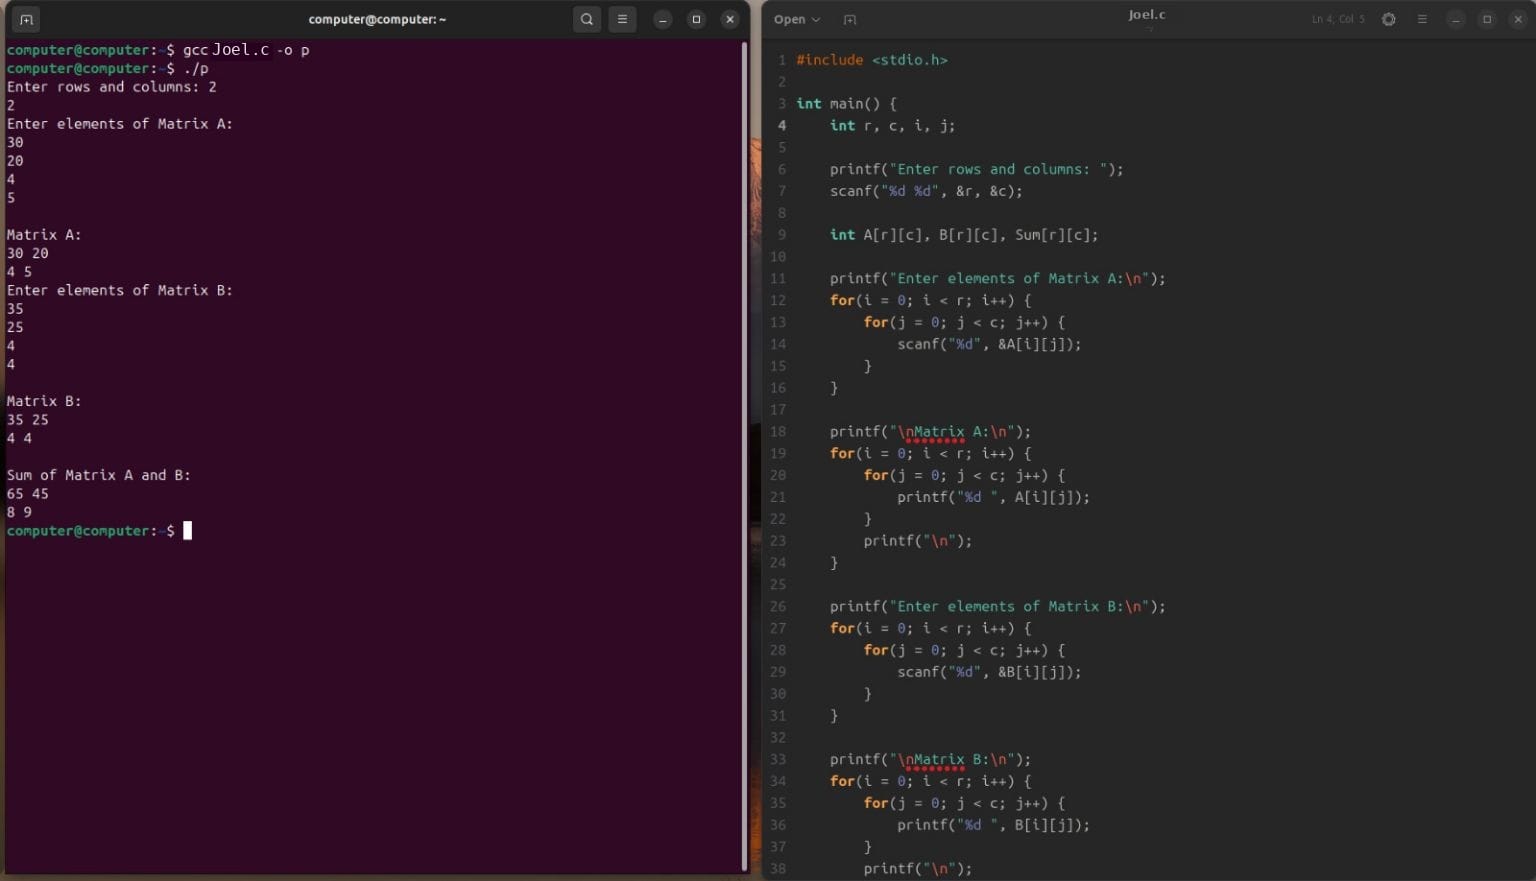 computer@computer: ~
computer@computer:~$ gcc Joel.c -o p
computer@computer:~$ ./p
Enter rows and columns: 2
2
Enter elements of Matrix A:
30
20
4
5
Matrix A:
30 20
4 5
Enter elements of Matrix B:
35
25
4
4
Matrix B:
35 25
4 4
Sum of Matrix A and B:
65 45
8 9
computer@computer:~$
Open
Joel.c
~/
Ln 4, Col 5
1 #include <stdio.h>
2
3 int main() {
4     int r, c, i, j;
5
6     printf("Enter rows and columns: ");
7     scanf("%d %d", &r, &c);
8
9     int A[r][c], B[r][c], Sum[r][c];
10
11     printf("Enter elements of Matrix A:\n");
12     for(i = 0; i < r; i++) {
13         for(j = 0; j < c; j++) {
14             scanf("%d", &A[i][j]);
15         }
16     }
17
18     printf("\nMatrix A:\n");
19     for(i = 0; i < r; i++) {
20         for(j = 0; j < c; j++) {
21             printf("%d ", A[i][j]);
22         }
23         printf("\n");
24     }
25
26     printf("Enter elements of Matrix B:\n");
27     for(i = 0; i < r; i++) {
28         for(j = 0; j < c; j++) {
29             scanf("%d", &B[i][j]);
30         }
31     }
32
33     printf("\nMatrix B:\n");
34     for(i = 0; i < r; i++) {
35         for(j = 0; j < c; j++) {
36             printf("%d ", B[i][j]);
37         }
38         printf("\n");